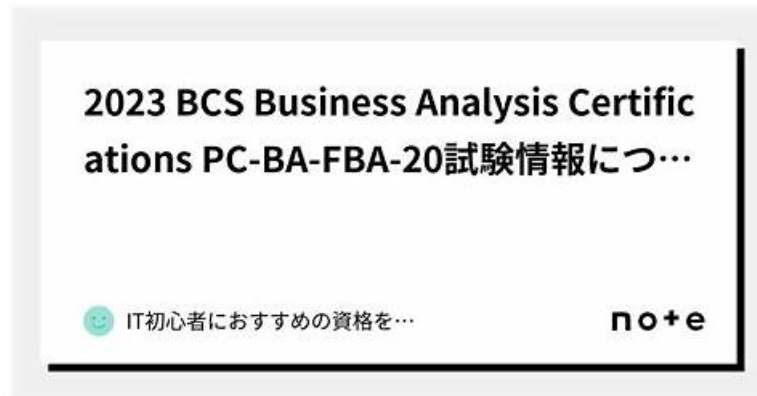 2023 BCS Business Analysis Certific
ations PC-BA-FBA-20試験情報につ…
IT初心者におすすめの資格を…
note